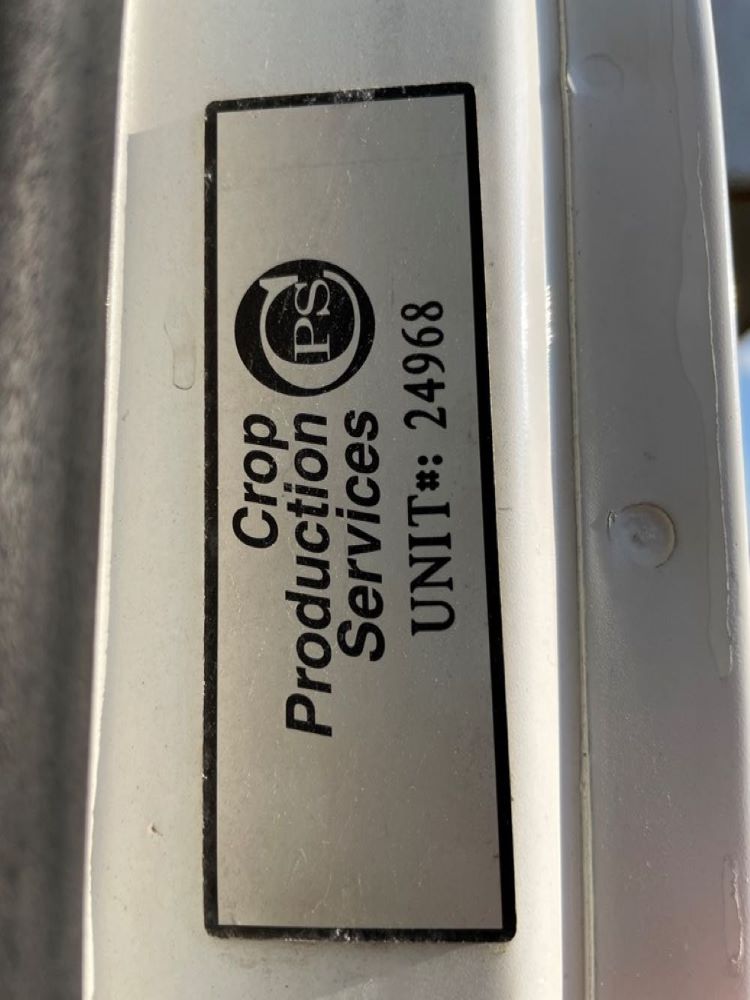 Crop
Production
Services
CPS
UNIT#: 24968